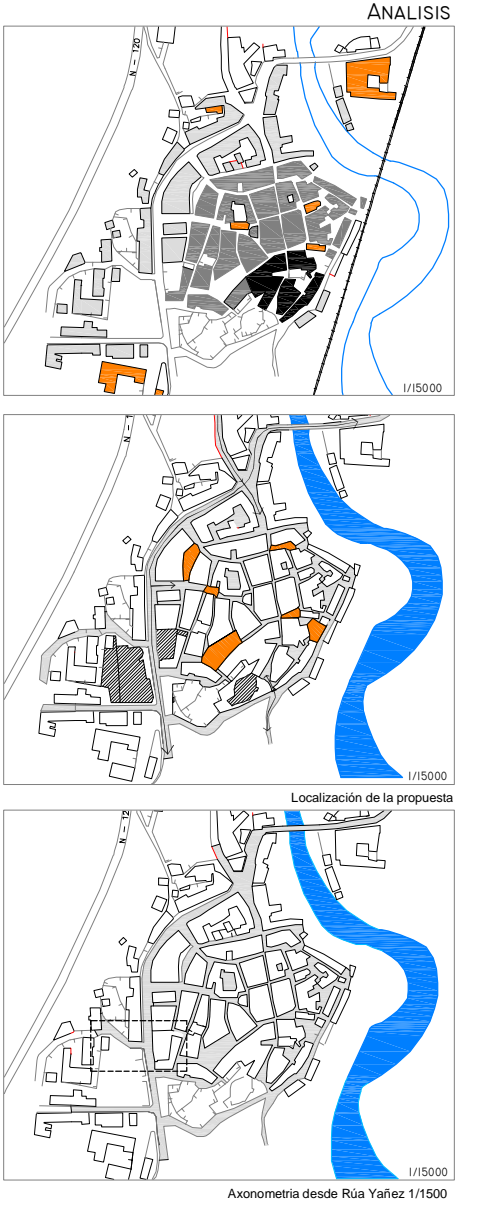 ANALISIS
N - 120
1/15000
N - 1
1/15000
Localización de la propuesta
N - 12
1/15000
Axonometria desde Rúa Yañez 1/1500